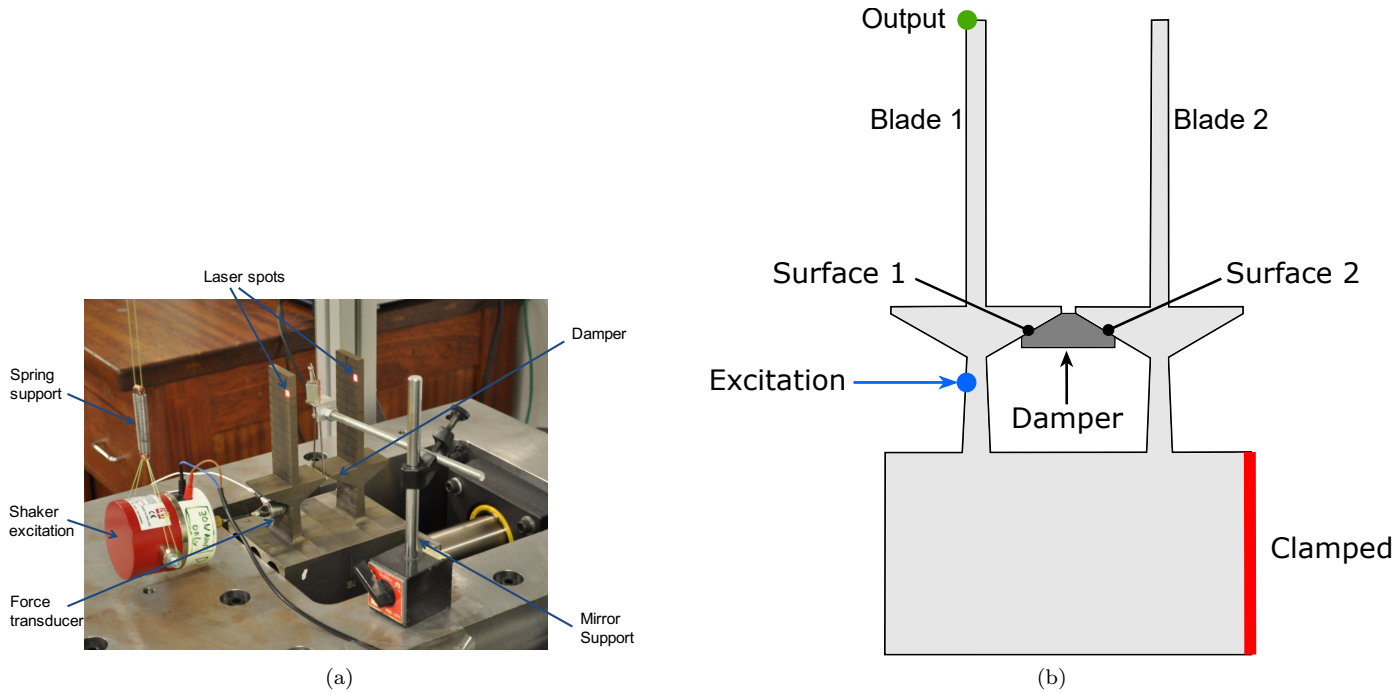 Laser spots
Damper
Spring
support
Shaker
excitation
Force
transducer
Mirror
Support
(a)
Output
Blade 1
Blade 2
Surface 1
Surface 2
Excitation
Damper
Clamped
(b)